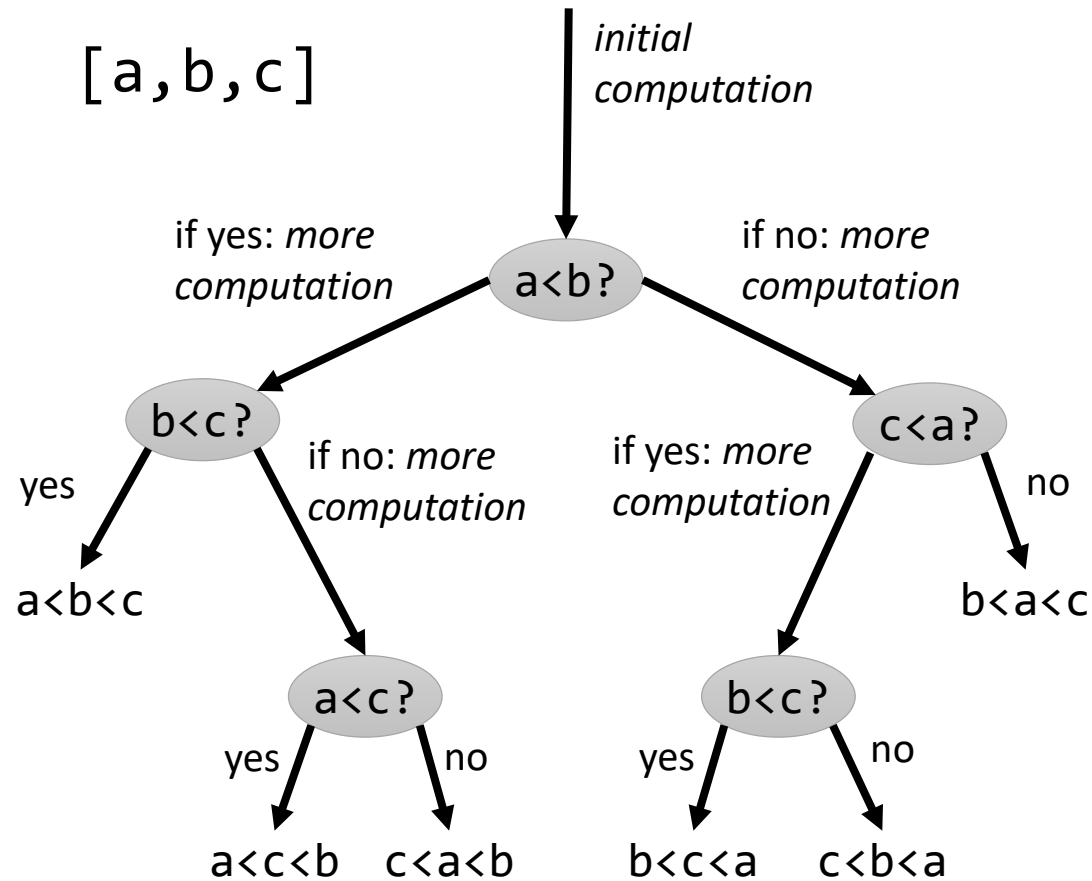 [a,b,c]
initial
computation
if yes: more
computation
if no: more
computation
a<b?
b<c?
c<a?
yes
if no: more
computation
if yes: more
computation
no
a<b<c
b<a<c
a<c?
b<c?
yes
no
yes
no
a<c<b
c<a<b
b<c<a
c<b<a